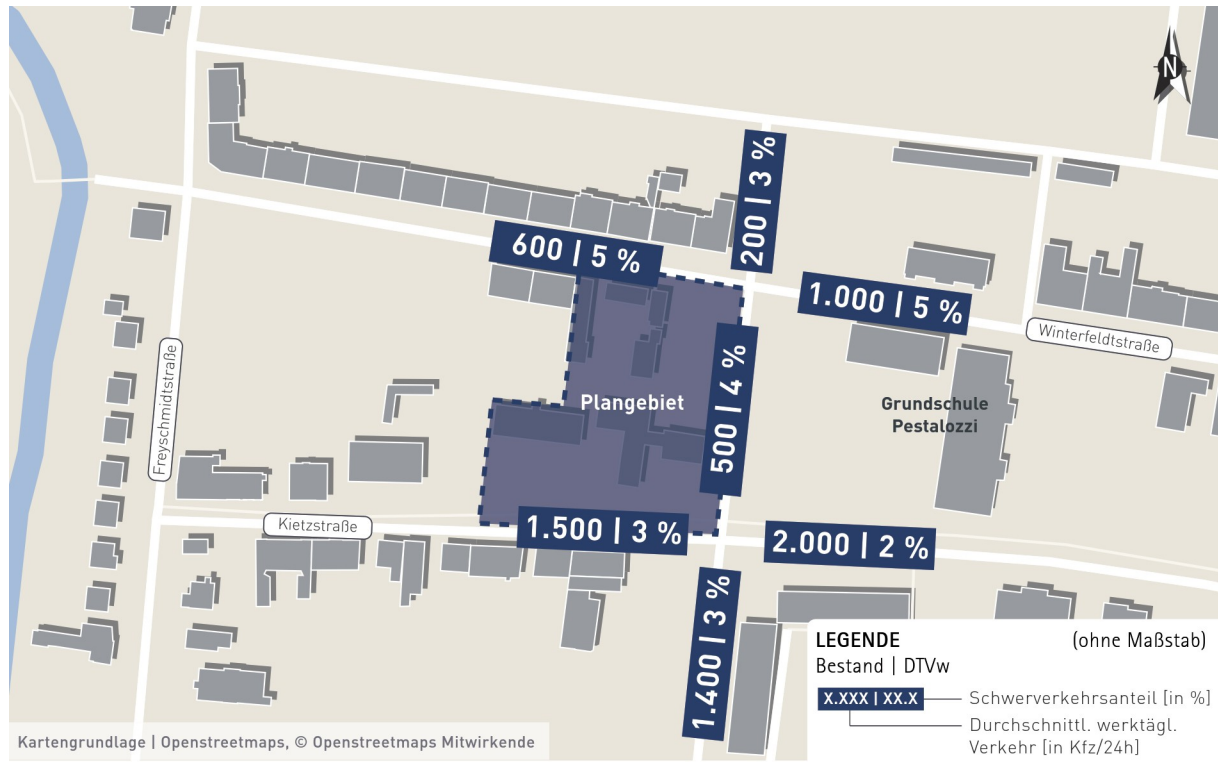 N
200 | 3 %
600 | 5 %
1.000 | 5 %
Winterfeldtstraße
Freyschmidtstraße
Plangebiet
500 | 4 %
Grundschule
Pestalozzi
Kietzstraße
1.500 | 3 %
2.000 | 2 %
1.400 | 3 %
LEGENDE (ohne Maßstab)
Bestand | DTVw
X.XXX | XX.X Schwerverkehrsanteil [in %]
Durchschnittl. werktägl.
Verkehr [in Kfz/24h]
Kartengrundlage | Openstreetmaps, © Openstreetmaps Mitwirkende